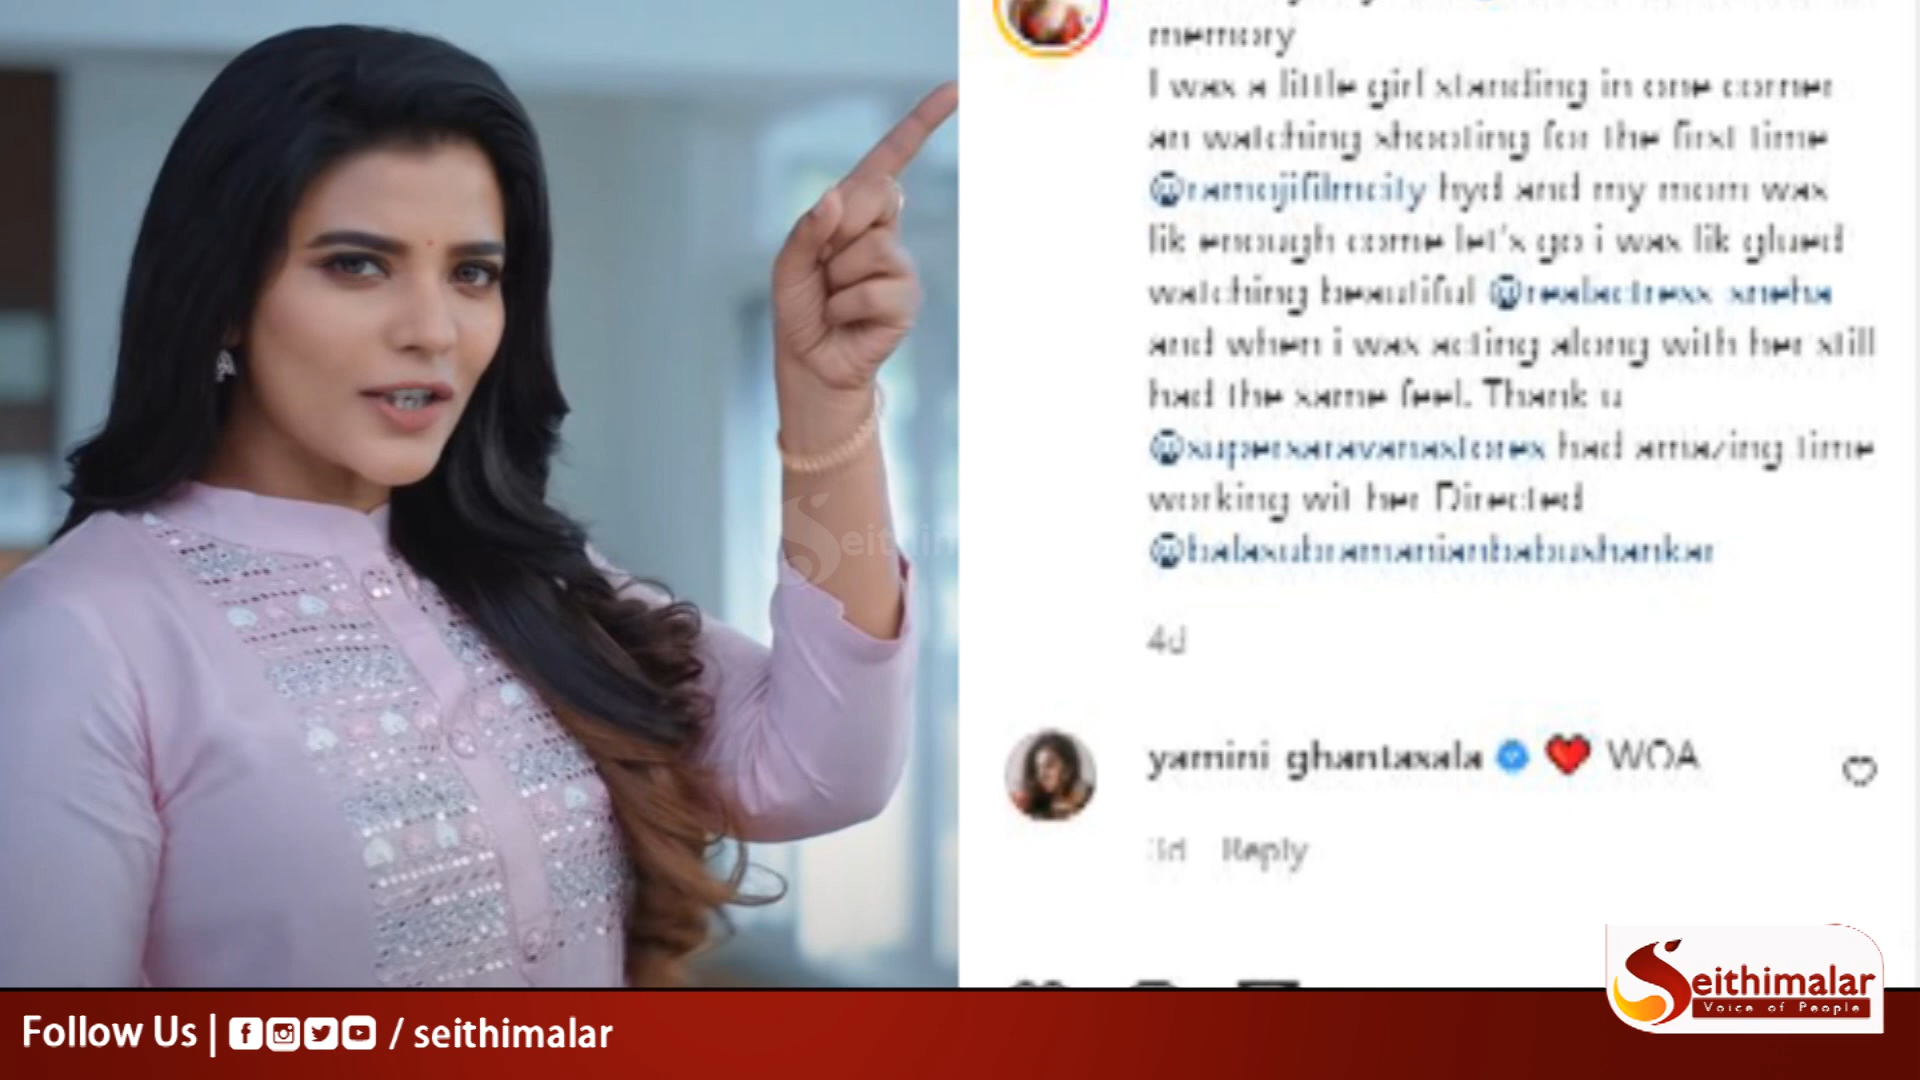 memory
I was a little girl standing in one corner
an watching shooting for the first time
@ramojifilmcity hyd and my mom was
lik enough come let's go i was lik glued
watching beautiful @realactress_sneha
and when i was acting along with her still
had the same feel. Thank u
@supersaravanastores had amazing time
working wit her Directed
@balasubramanianbabushankar
4d
yamini_ghantasala WOA
3d Reply
Seithimalar
Voice of People
Follow Us | / seithimalar